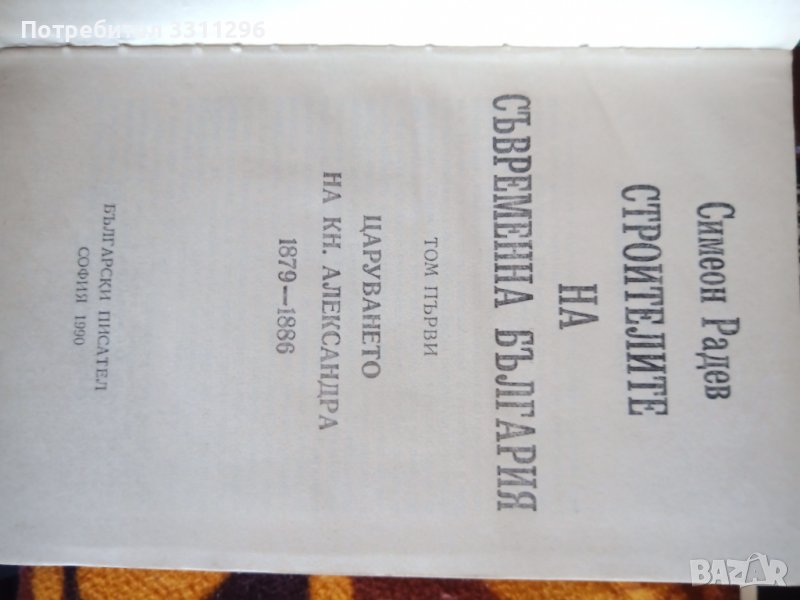 Потребител 3311296
Симеон Радев
СТРОИТЕЛИТЕ
НА
СЪВРЕМЕННА БЪЛГАРИЯ
ТОМ ПЪРВИ
ЦАРУВАНЕТО
НА КН. АЛЕКСАНДРА
1879—1886
БЪЛГАРСКИ ПИСАТЕЛ
СОФИЯ 1990
BAZAR